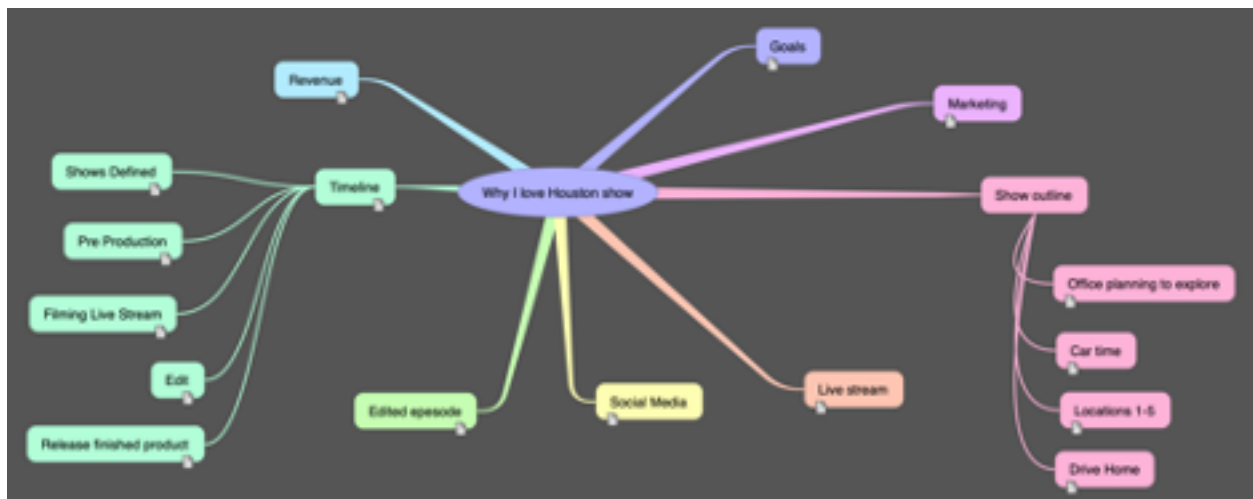 Goals
Revenue
Marketing
Shows Defined
Timeline
Why I love Houston show
Show outline
Pre Production
Office planning to explore
Filming Live Stream
Car time
Edit
Live stream
Social Media
Edited epesode
Locations 1-5
Release finished product
Drive Home